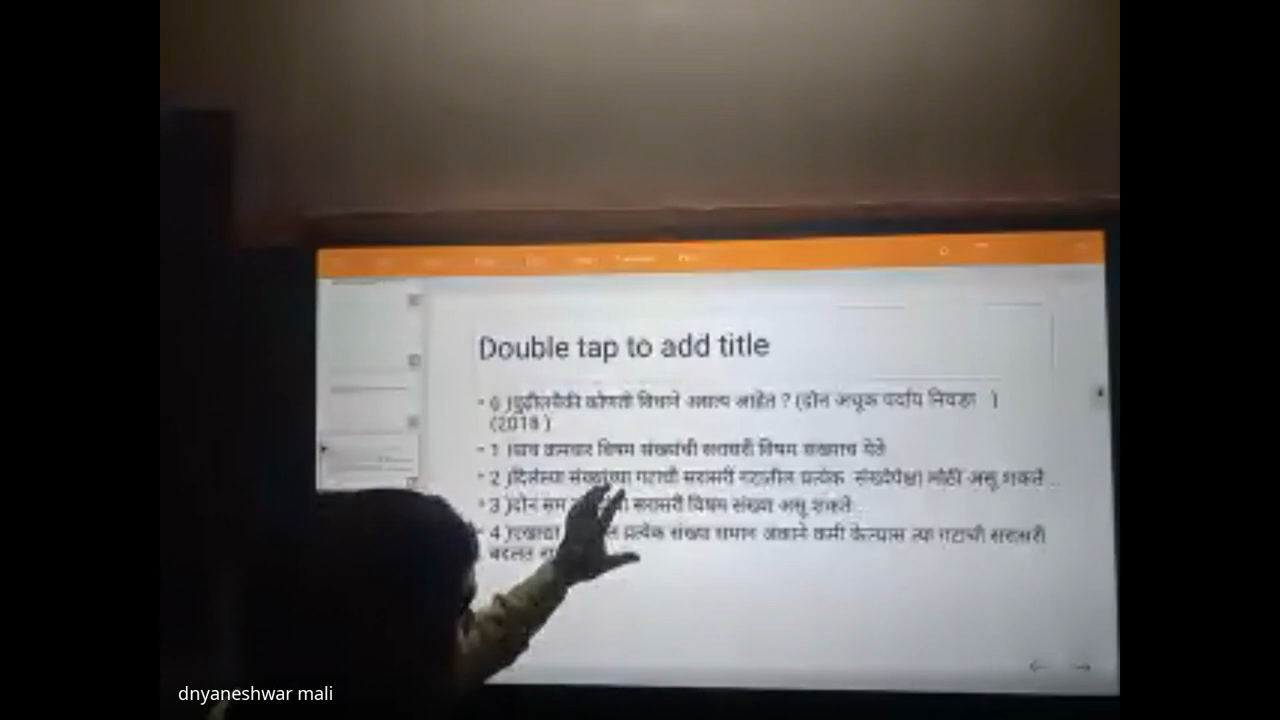 Double tap to add title
6 )पुढीलपैकी कोणती विधाने असत्य आहेत ? (दोन अचूक पर्याय निवडा )
(2018 )
1 )पाच क्रमवार विषम संख्यांची सरासरी विषम संख्याच येते
2 )दिलेल्या संख्यांच्या गटाची सरासरी गटातील प्रत्येक संख्येपेक्षा मोठी असू शकते
3 )दोन सम सरासरी विषम संख्या असू शकते
4 )एखाद्या प्रत्येक संख्या समान अंकाने कमी केल्यास त्या गटाची सरासरी
बदलत
dnyaneshwar mali